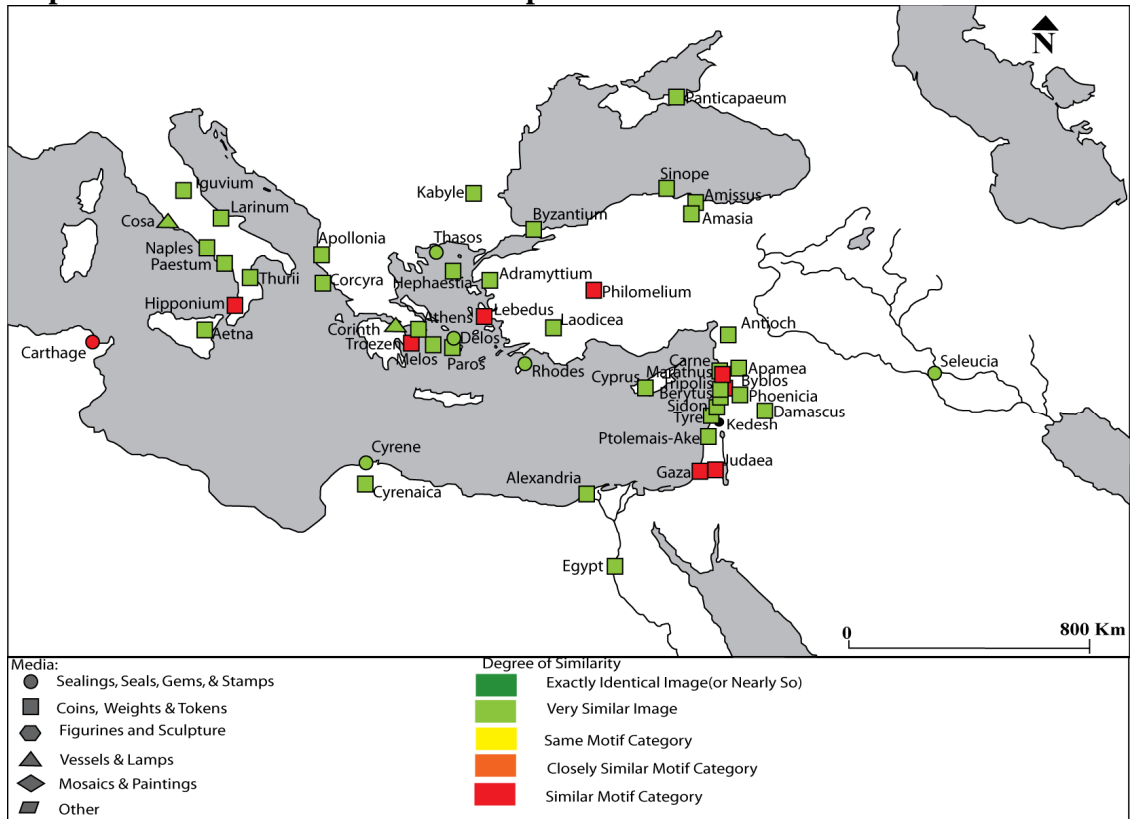 N
Panticapaeum
Iguvium
Kabyle
Sinope
Amissus
Larinum
Amasia
Cosa
Byzantium
Apollonia
Thasos
Naples
Paestum
Hephaestia
Adramyttium
Thurii
Corcyra
Philomelium
Hipponium
Lebedus
Athens
Laodicea
Corinth
Aetna
Antioch
Troezen
Delos
Carthage
Melos
Paros
Rhodes
Carne
Apamea
Seleucia
Marathus
Cyprus
Tripolis
Byblos
Berytus
Phoenicia
Sidon
Damascus
Tyre
Kedesh
Ptolemais-Ake
Cyrene
Judaea
Gaza
Alexandria
Cyrenaica
Egypt
0 800 Km
Media:
Sealings, Seals, Gems, & Stamps
Coins, Weights & Tokens
Figurines and Sculpture
Vessels & Lamps
Mosaics & Paintings
Other
Degree of Similarity
Exactly Identical Image(or Nearly So)
Very Similar Image
Same Motif Category
Closely Similar Motif Category
Similar Motif Category